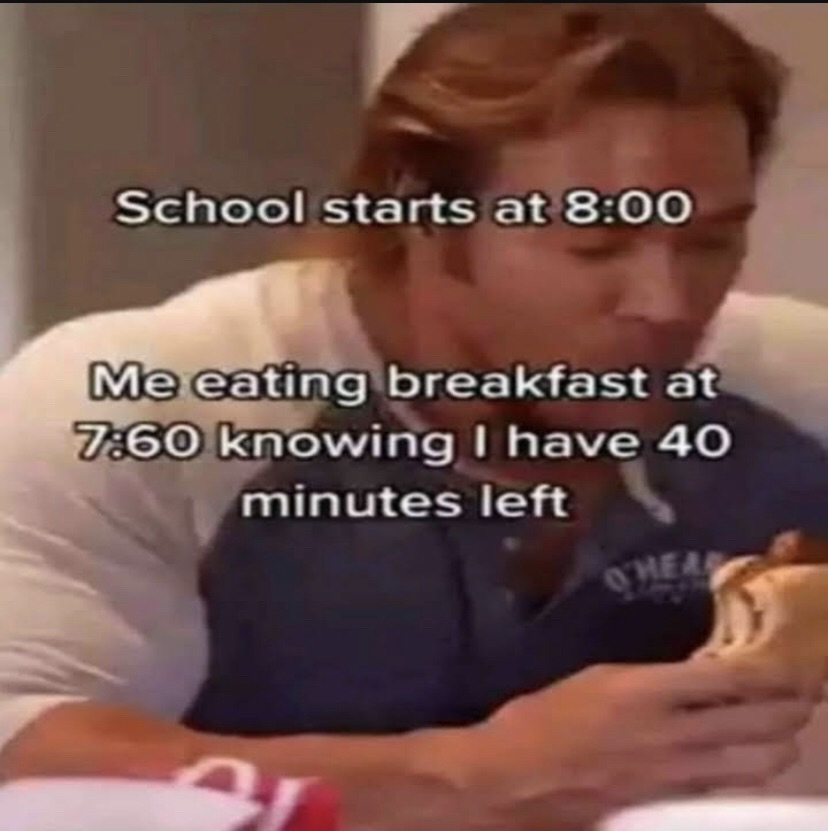 School starts at 8:00
Me eating breakfast at
7:60 knowing I have 40
minutes left